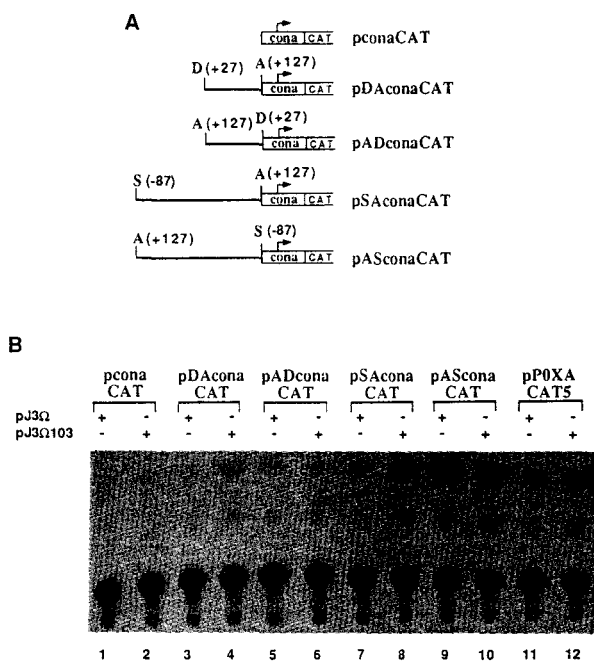 A
cona CAT pconaCAT
D (+27) A (+127)
cona CAT pDAconaCAT
A (+127) D (+27)
cona CAT pADconaCAT
S (-87) A (+127)
cona CAT pSAconaCAT
A (+127) S (-87)
cona CAT pASconaCAT
B
pcona pDAcona pADcona pSAcona pAScona pP0XA
CAT CAT CAT CAT CAT CAT5
pJ3Ω + - + - + - + - + - + -
pJ3Ω103 - + - + - + - + - + - +
1 2 3 4 5 6 7 8 9 10 11 12